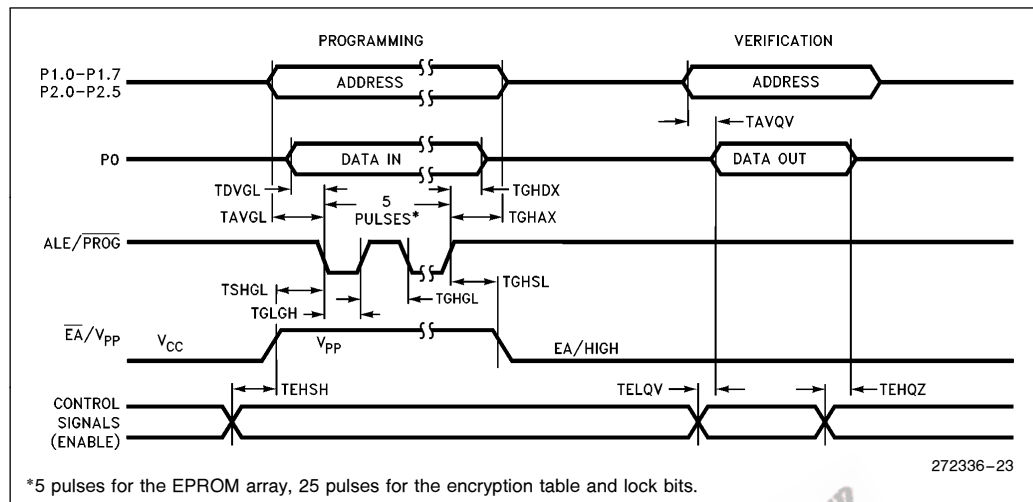 PROGRAMMING VERIFICATION
P1.0–P1.7
P2.0–P2.5
ADDRESS ADDRESS
TAVQV
P0 DATA IN DATA OUT
TDVGL 5 TGHDX
TAVGL PULSES* TGHAX
ALE/PROG
TSHGL TGHGL TGHSL
TGLGH
EA/VPP VCC VPP EA/HIGH
TEHSH TELQV TEHQZ
CONTROL
SIGNALS
(ENABLE)
272336–23
*5 pulses for the EPROM array, 25 pulses for the encryption table and lock bits.